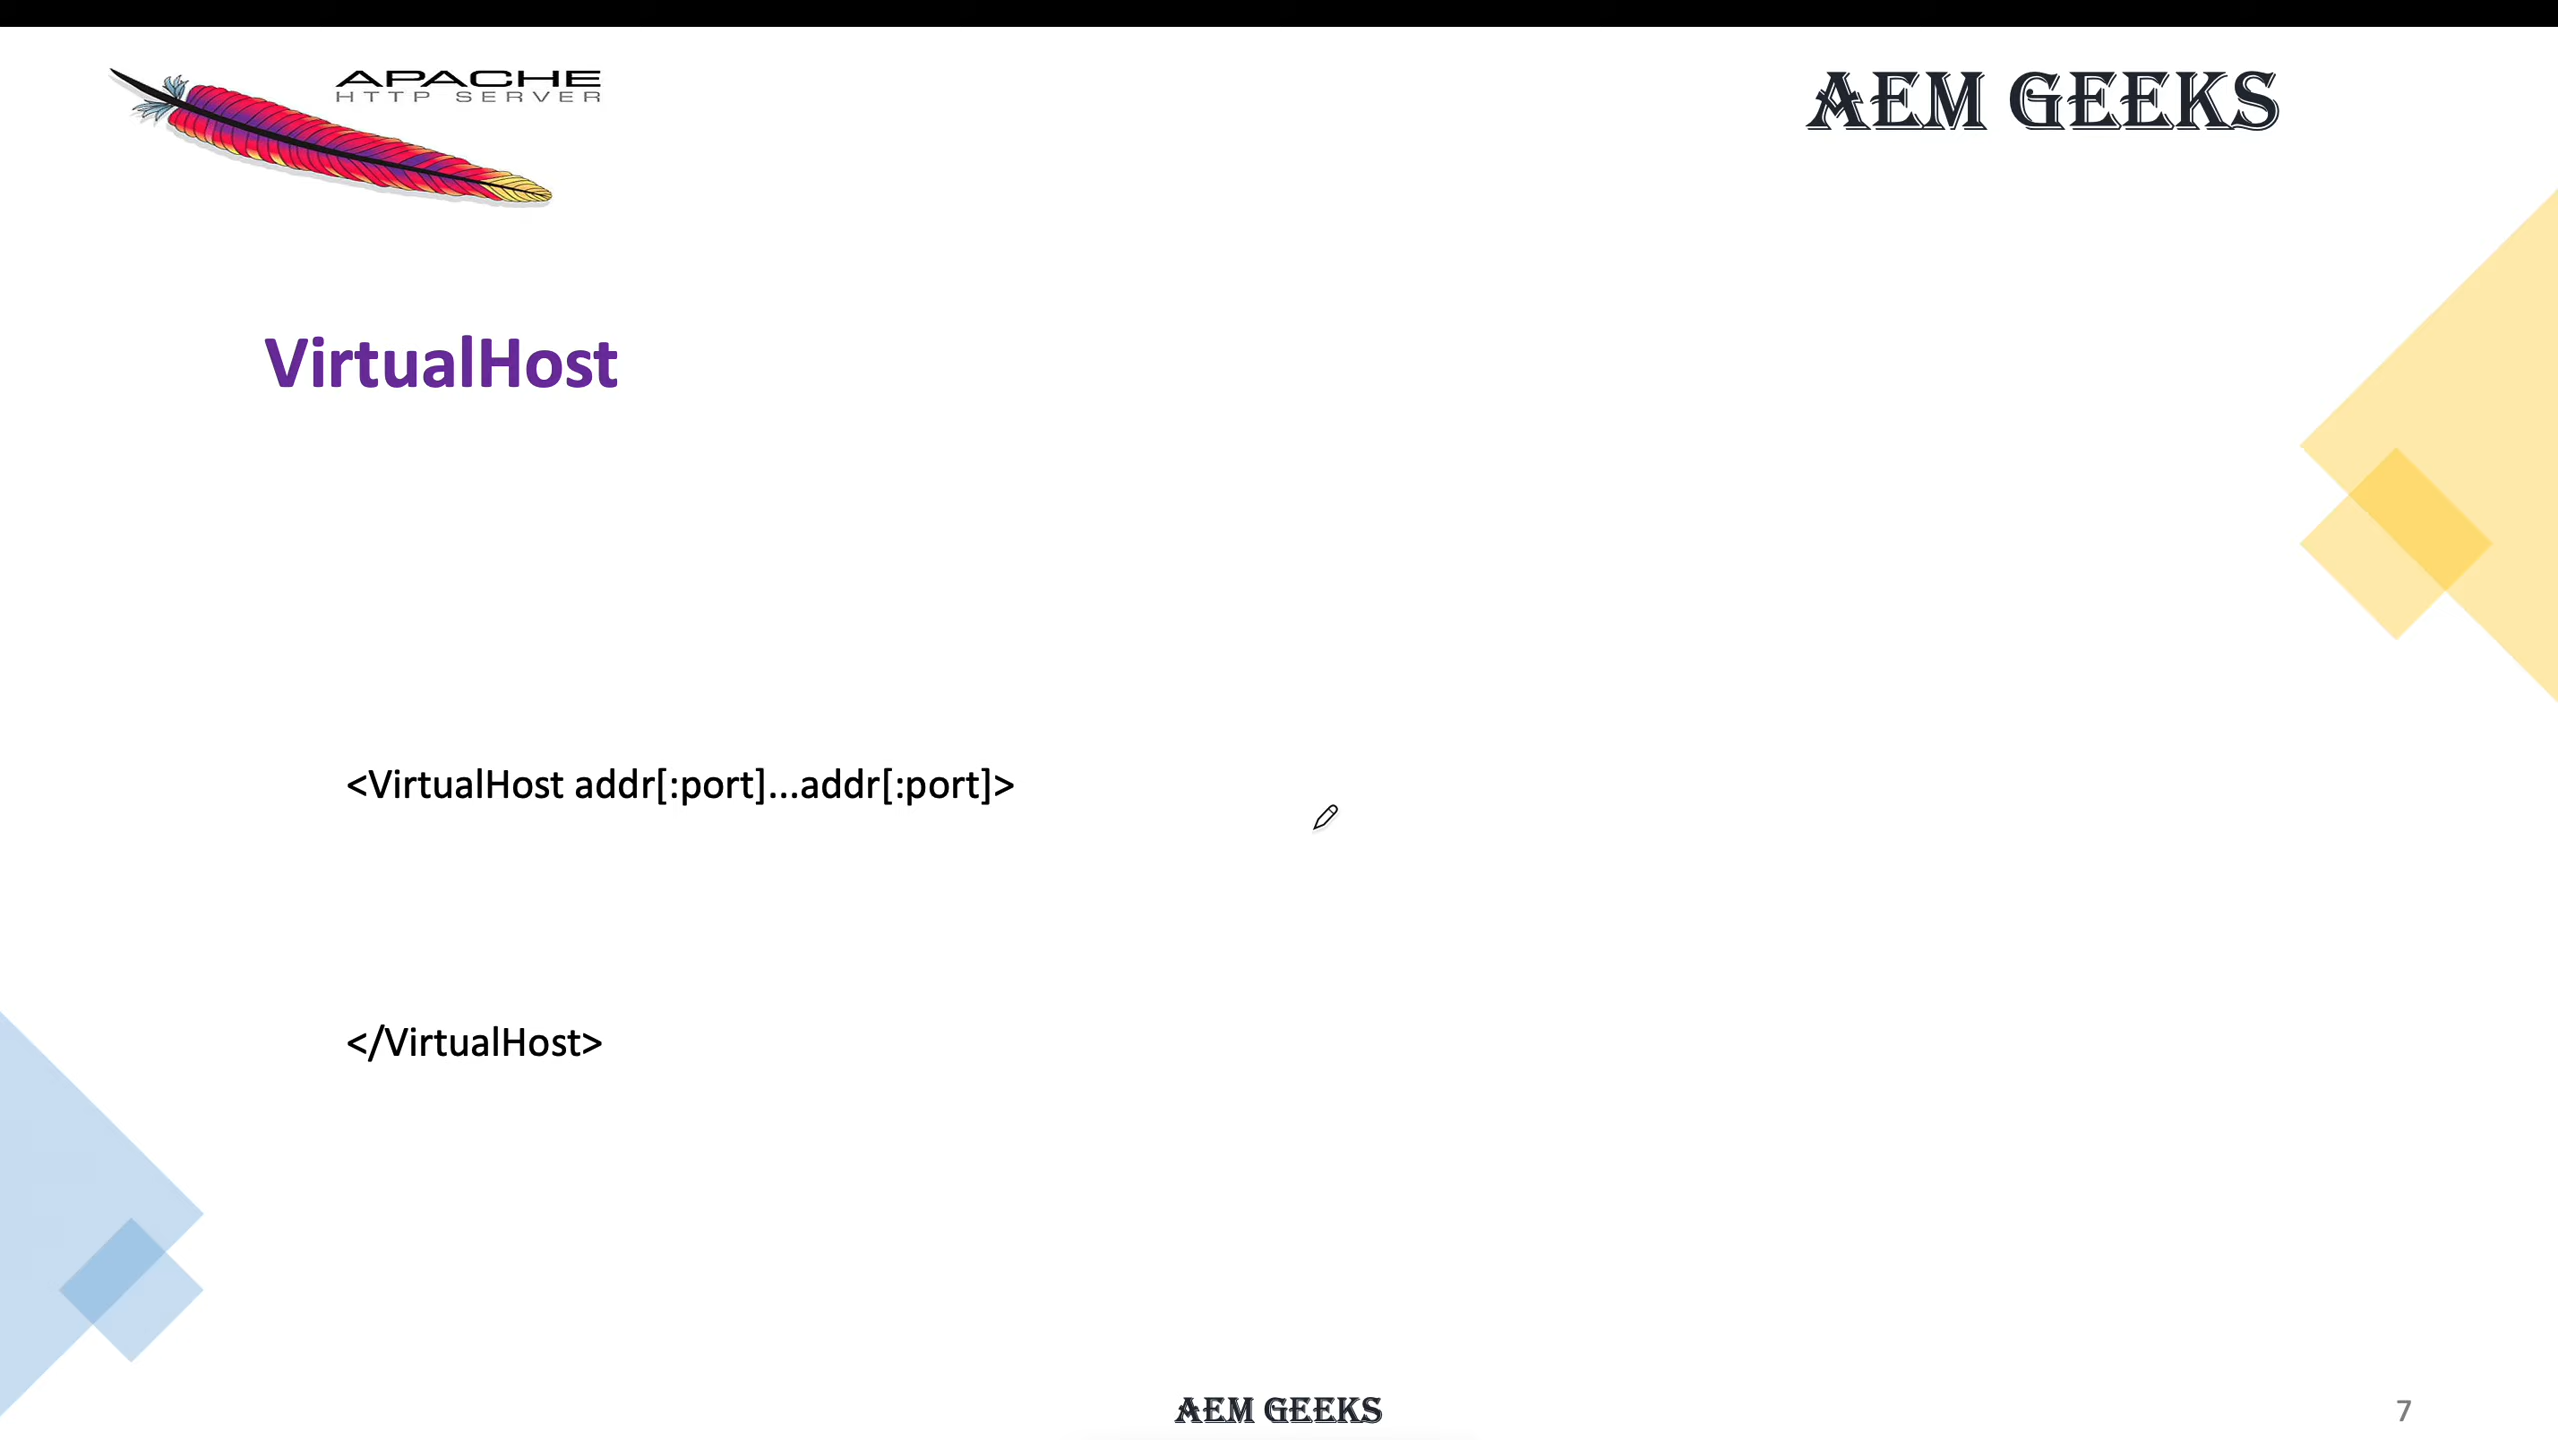 APACHE
HTTP SERVER
AEM GEEKS
VirtualHost
<VirtualHost addr[:port]...addr[:port]>
</VirtualHost>
AEM GEEKS
7